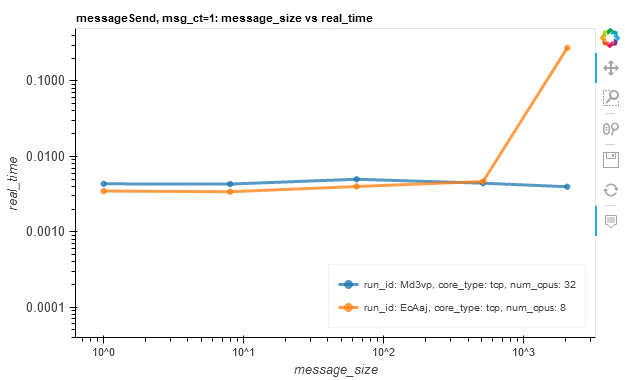 messageSend, msg_ct=1: message_size vs real_time
real_time
0.1000
0.0100
0.0010
0.0001
run_id: Md3vp, core_type: tcp, num_cpus: 32
run_id: EcAaj, core_type: tcp, num_cpus: 8
10^0
10^1
10^2
10^3
message_size